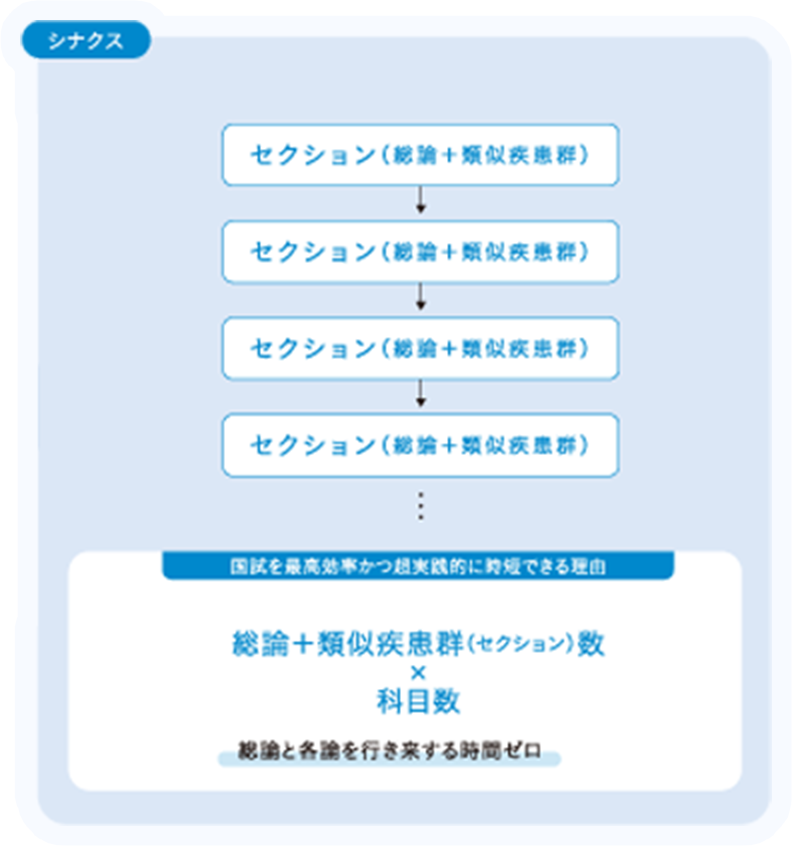 シナクス
セクション(総論＋類似疾患群)
セクション(総論＋類似疾患群)
セクション(総論＋類似疾患群)
セクション(総論＋類似疾患群)
⋮
国試を最高効率かつ超実践的に時短できる理由
総論＋類似疾患群(セクション)数
×
科目数
総論と各論を行き来する時間ゼロ